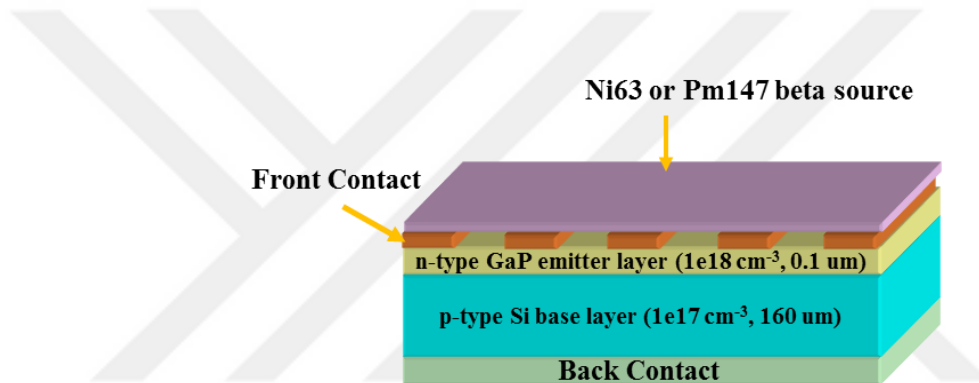 Ni63 or Pm147 beta source
Front Contact
n-type GaP emitter layer (1e18 cm⁻³, 0.1 um)
p-type Si base layer (1e17 cm⁻³, 160 um)
Back Contact